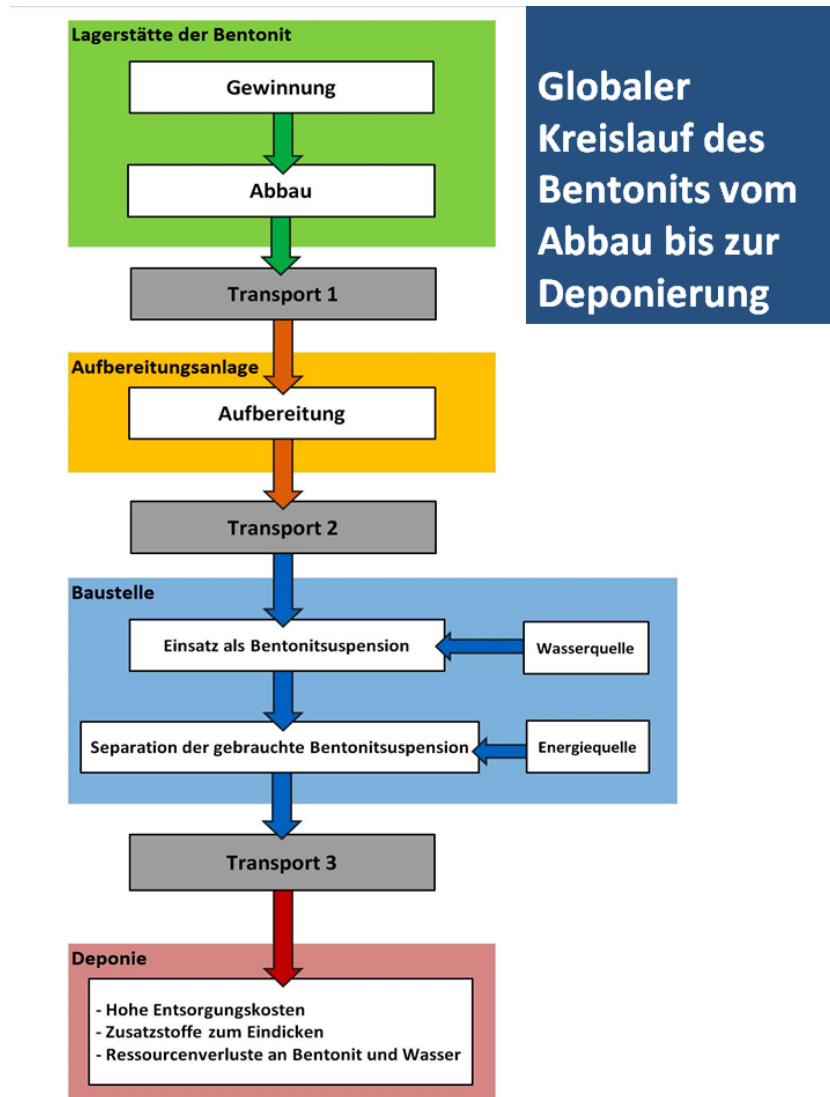 Lagerstätte der Bentonit
Gewinnung
Abbau
Transport 1
Globaler
Kreislauf des
Bentonits vom
Abbau bis zur
Deponierung
Aufbereitungsanlage
Aufbereitung
Transport 2
Baustelle
Einsatz als Bentonitsuspension
Wasserquelle
Separation der gebrauchte Bentonitsuspension
Energiequelle
Transport 3
Deponie
- Hohe Entsorgungskosten
- Zusatzstoffe zum Eindicken
- Ressourcenverluste an Bentonit und Wasser